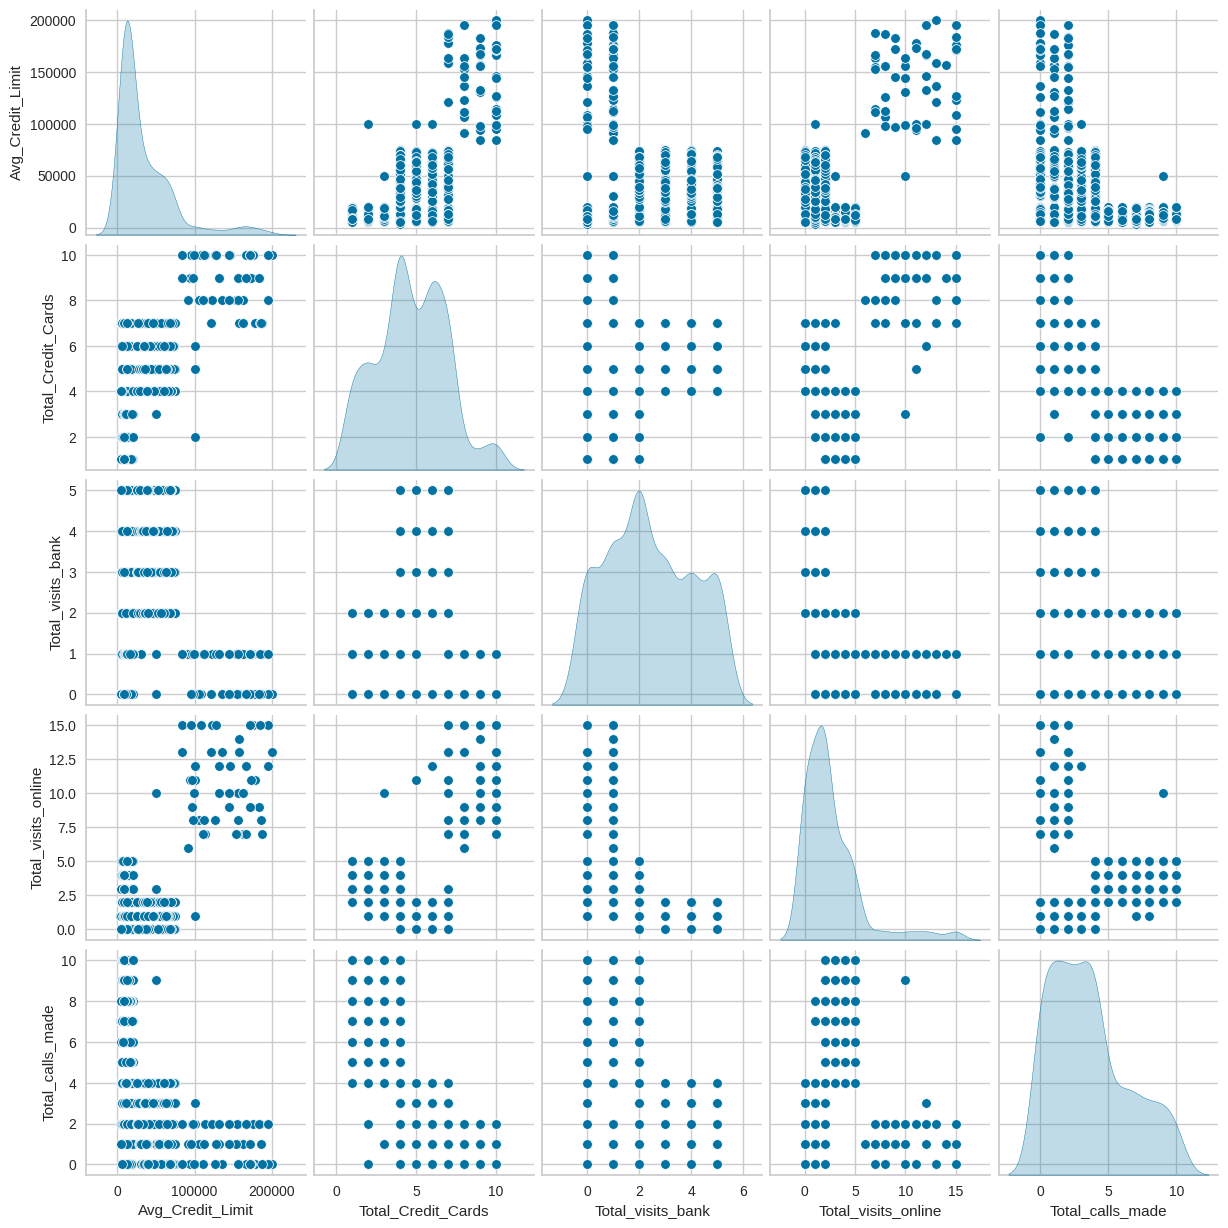 200000
150000
100000
50000
0
Avg_Credit_Limit
10
8
6
4
2
Total_Credit_Cards
5
4
3
2
1
0
Total_visits_bank
15.0
12.5
10.0
7.5
5.0
2.5
0.0
Total_visits_online
10
8
6
4
2
0
Total_calls_made
0 100000 200000
0 5 10
0 2 4 6
0 5 10 15
0 5 10
Avg_Credit_Limit
Total_Credit_Cards
Total_visits_bank
Total_visits_online
Total_calls_made